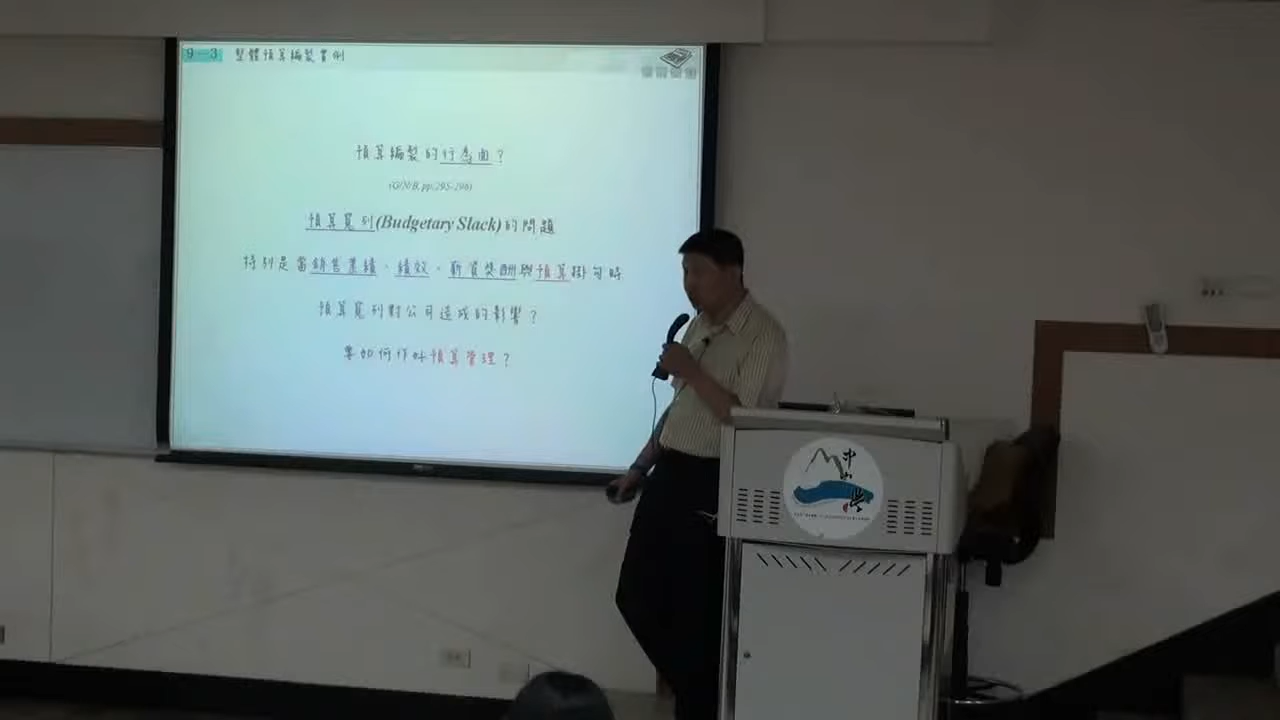 9-3 整體預算編製實例
預算編製的行為面？
(G/N/B, pp.295-296)
預算寬列(Budgetary Slack)的問題
特別是當銷售業績、績效、薪資獎酬與預算掛勾時
預算寬列對公司造成的影響？
要如何作好預算管理？
中山